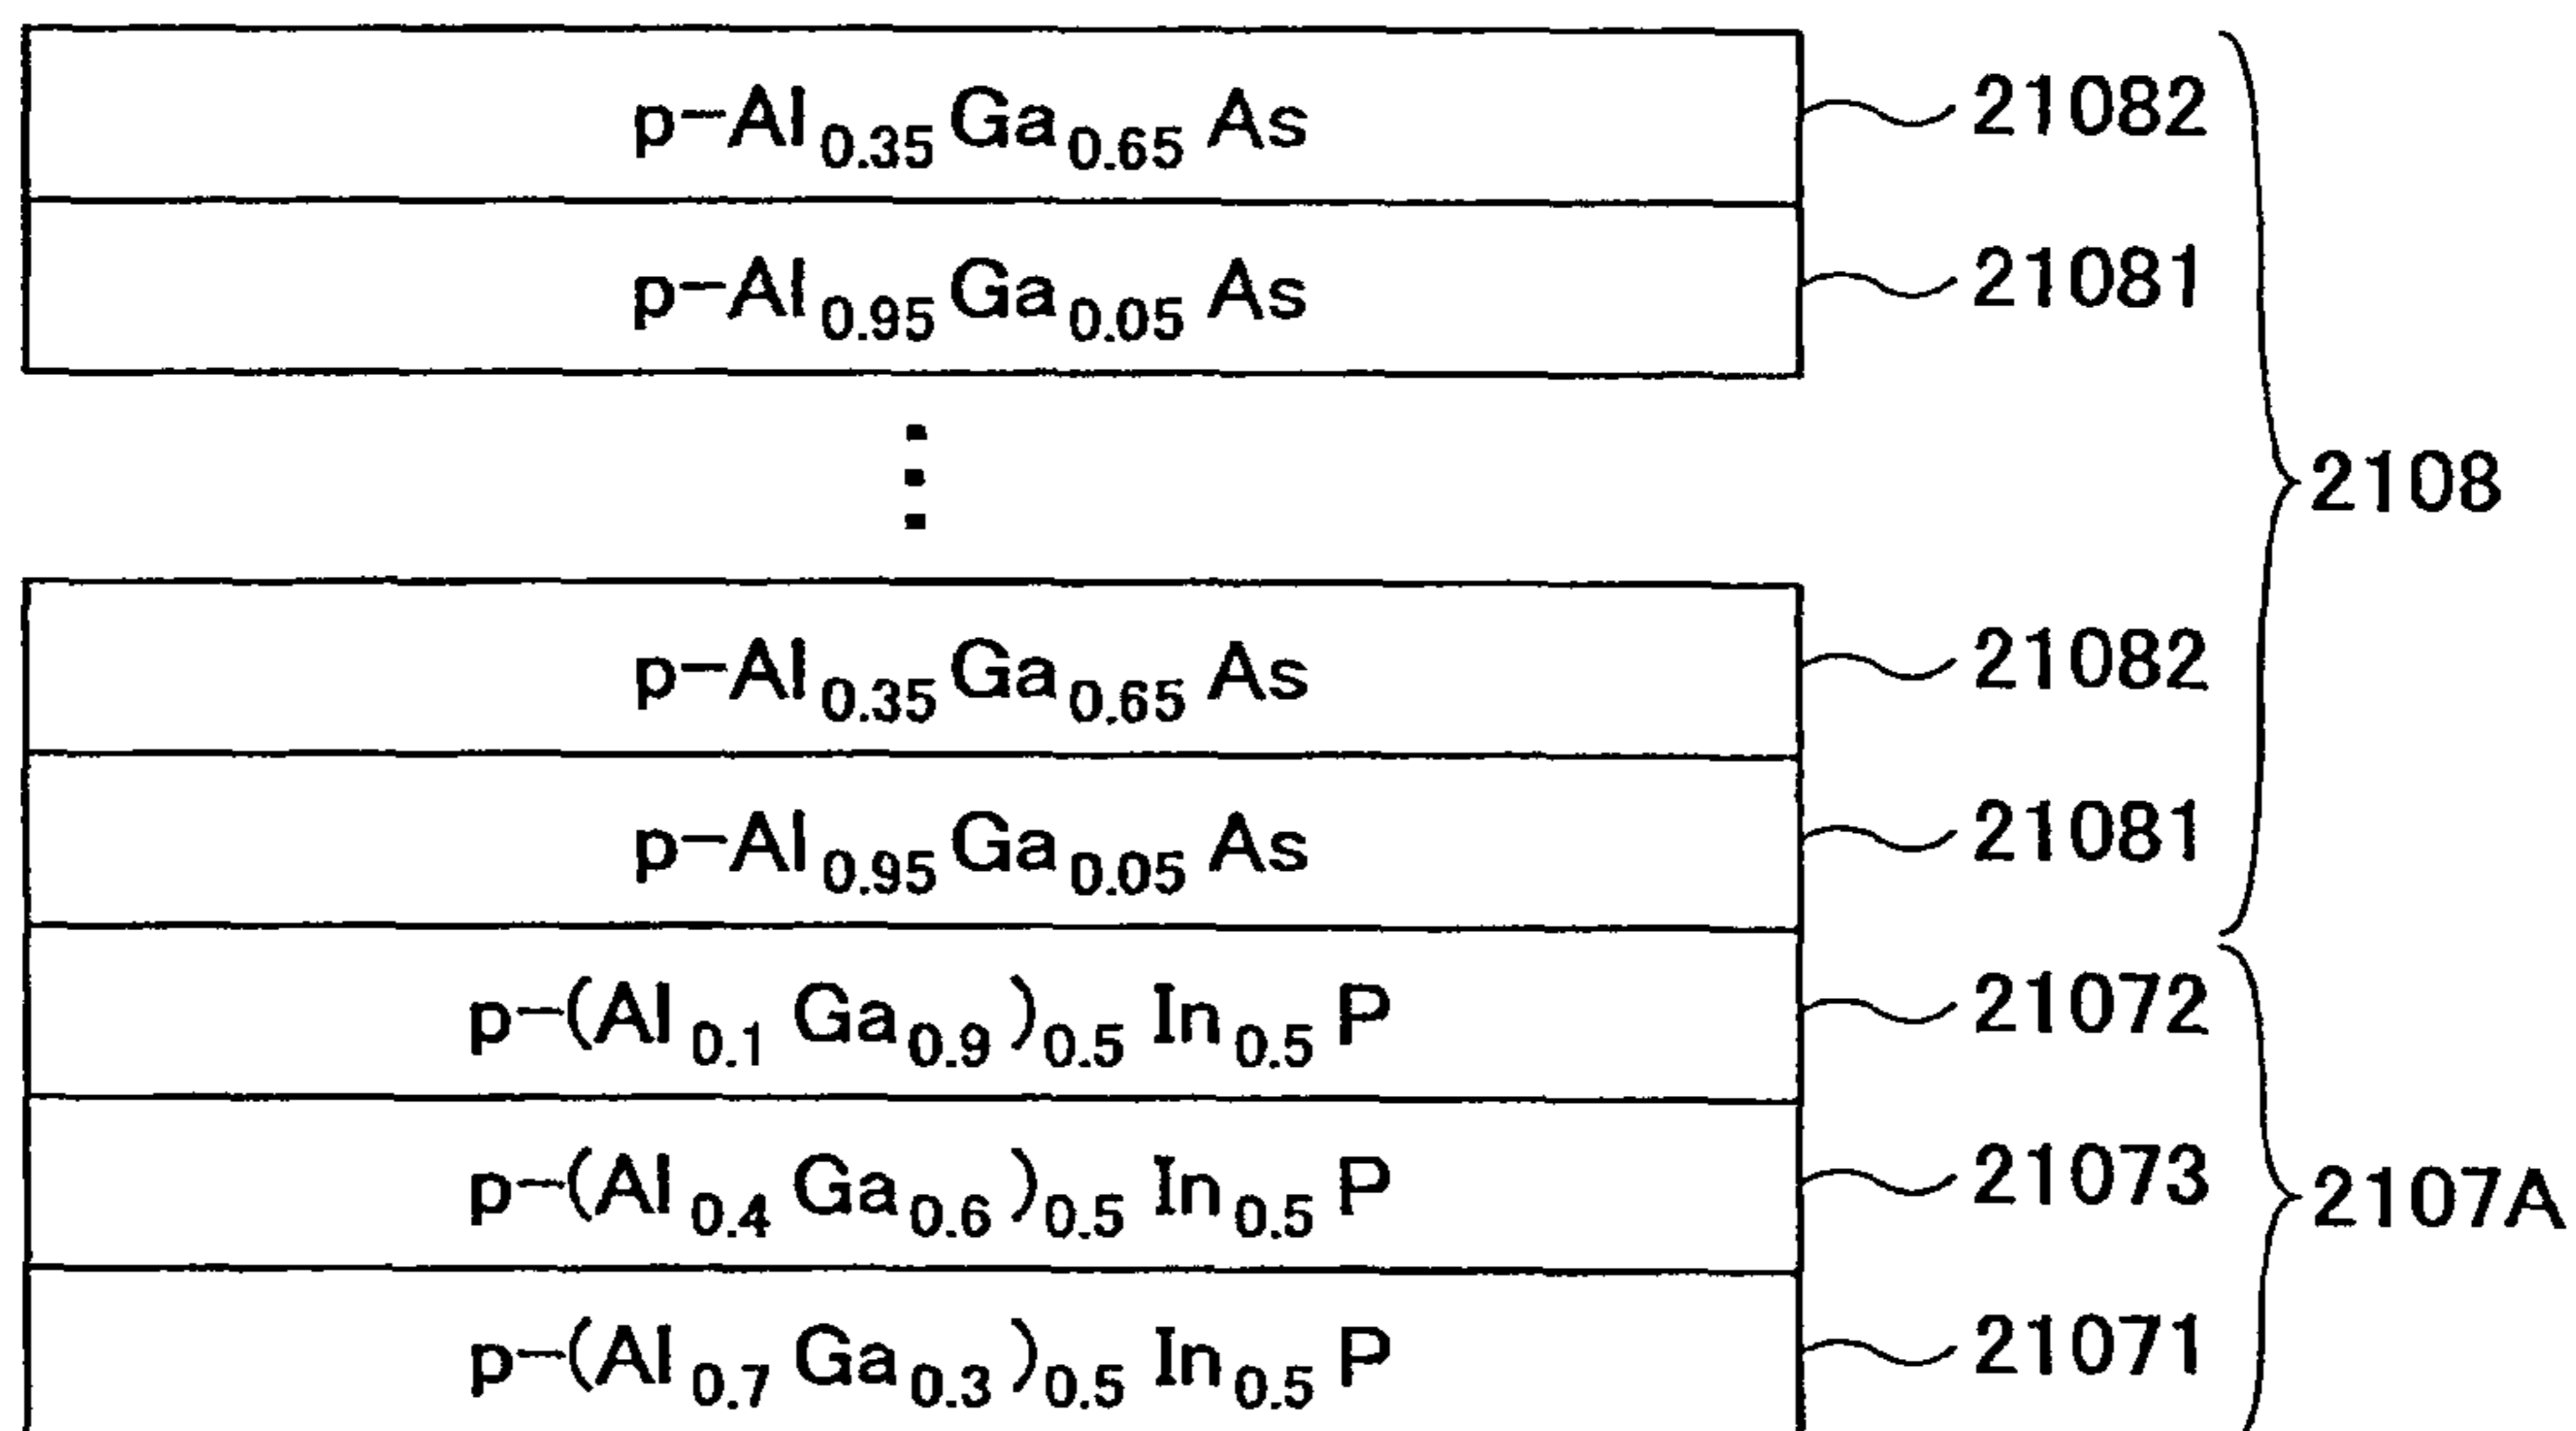 p-Al0.35Ga0.65As 21082
p-Al0.95Ga0.05As 21081
2108
p-Al0.35Ga0.65As 21082
p-Al0.95Ga0.05As 21081
p-(Al0.1Ga0.9)0.5In0.5P 21072
p-(Al0.4Ga0.6)0.5In0.5P 21073
2107A
p-(Al0.7Ga0.3)0.5In0.5P 21071